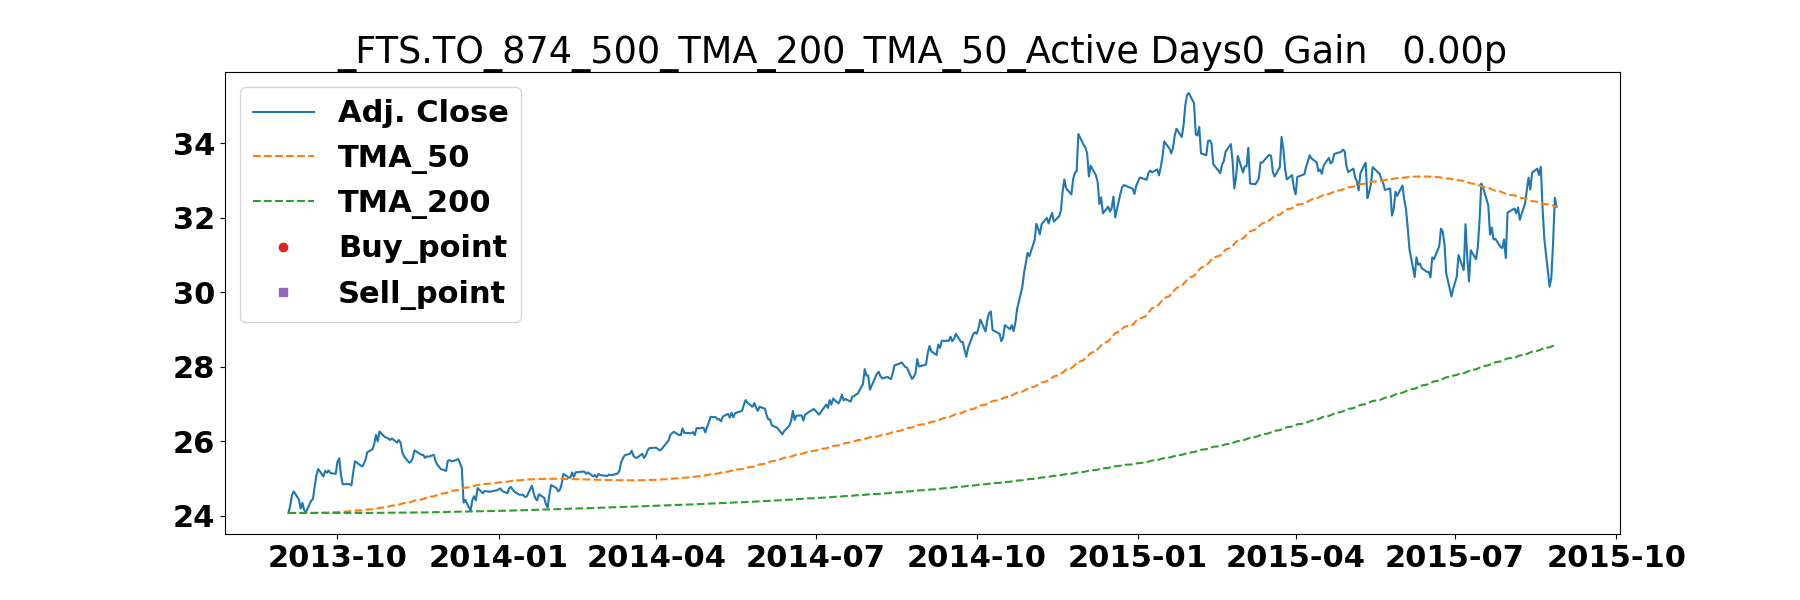 _FTS.TO_874_500_TMA_200_TMA_50_Active Days0_Gain   0.00p
Adj. Close
TMA_50
TMA_200
Buy_point
Sell_point
34
32
30
28
26
24
2013-10 2014-01 2014-04 2014-07 2014-10 2015-01 2015-04 2015-07 2015-10